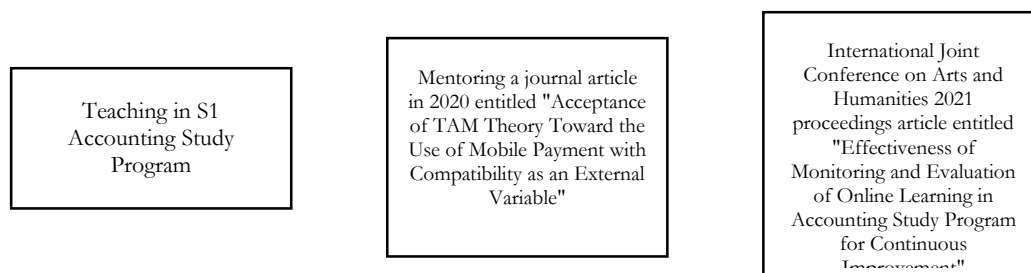 Teaching in S1
Accounting Study
Program
Mentoring a journal article
in 2020 entitled "Acceptance
of TAM Theory Toward the
Use of Mobile Payment with
Compatibility as an External
Variable"
International Joint
Conference on Arts and
Humanities 2021
proceedings article entitled
"Effectiveness of
Monitoring and Evaluation
of Online Learning in
Accounting Study Program
for Continuous
Improvement"